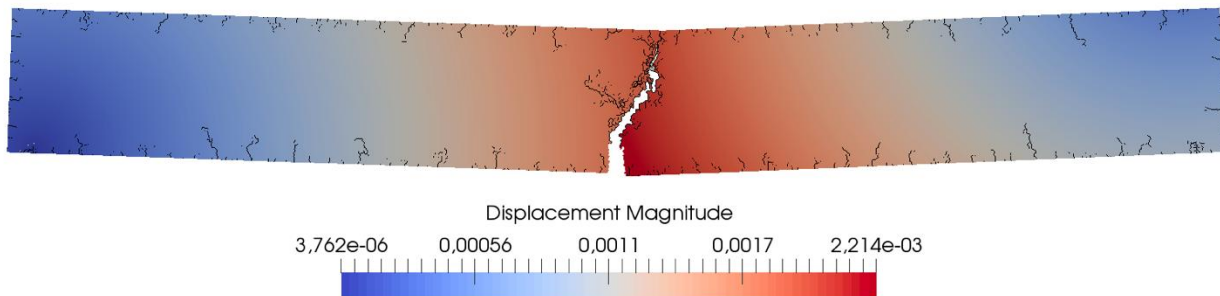 Displacement Magnitude
3,762e-06 0,00056 0,0011 0,0017 2,214e-03